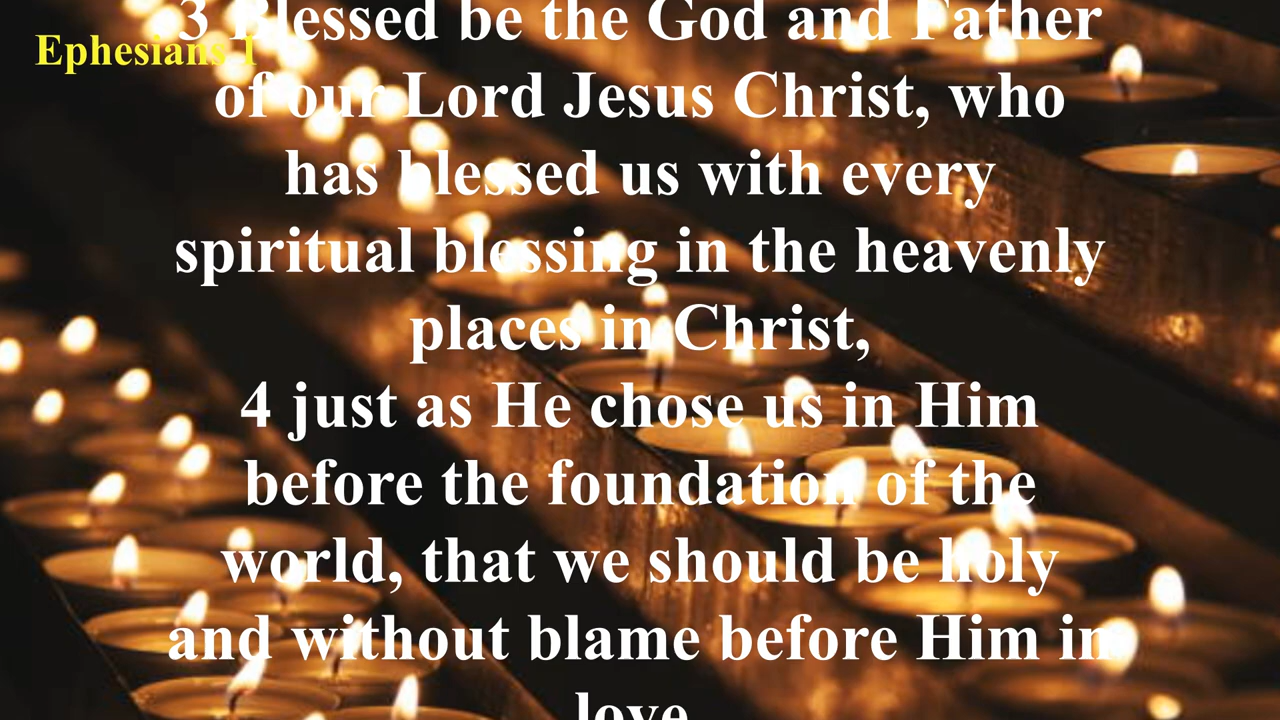 3 Blessed be the God and Father
Ephesians 1
of our Lord Jesus Christ, who
has blessed us with every
spiritual blessing in the heavenly
places in Christ,
4 just as He chose us in Him
before the foundation of the
world, that we should be holy
and without blame before Him in
love